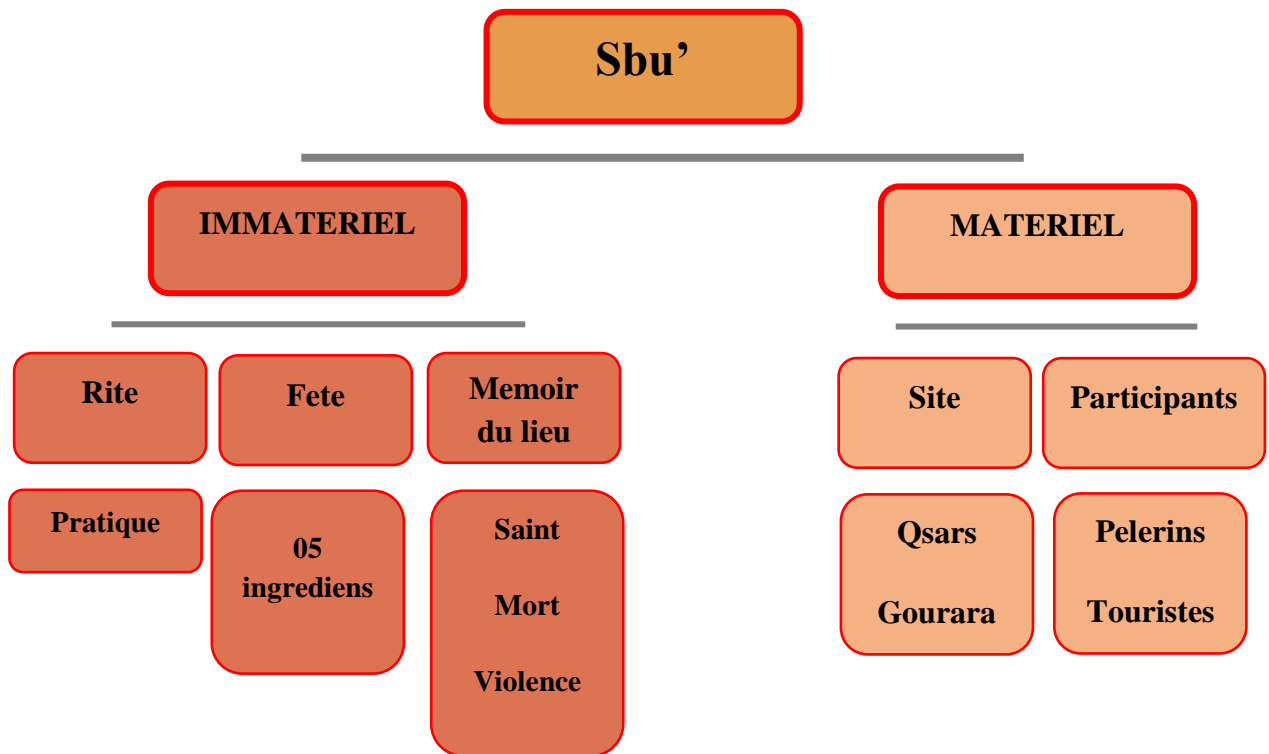 Sbu’
IMMATERIEL
MATERIEL
Rite
Fete
Memoir
du lieu
Site
Participants
Pratique
05
ingrediens
Saint
Mort
Violence
Qsars
Gourara
Pelerins
Touristes